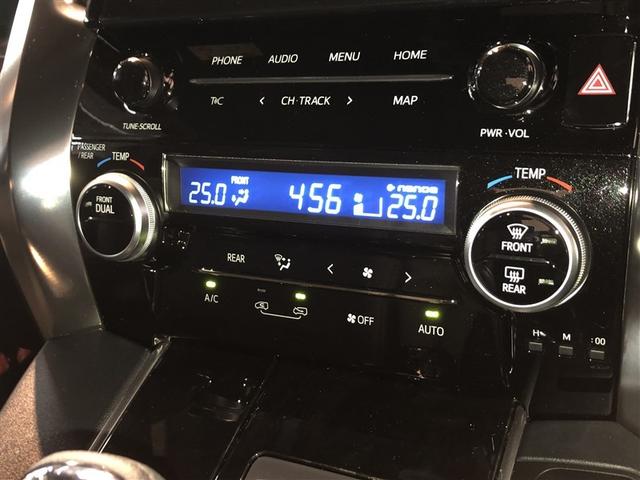 PHONE AUDIO MENU HOME
T&C < CH·TRACK > MAP
TUNE·SCROLL PWR·VOL
PASSENGER
/REAR
TEMP TEMP
FRONT
25.0 456 nanoe 25.0
FRONT
DUAL
FRONT
REAR
REAR < >
A/C OFF AUTO
H M :00